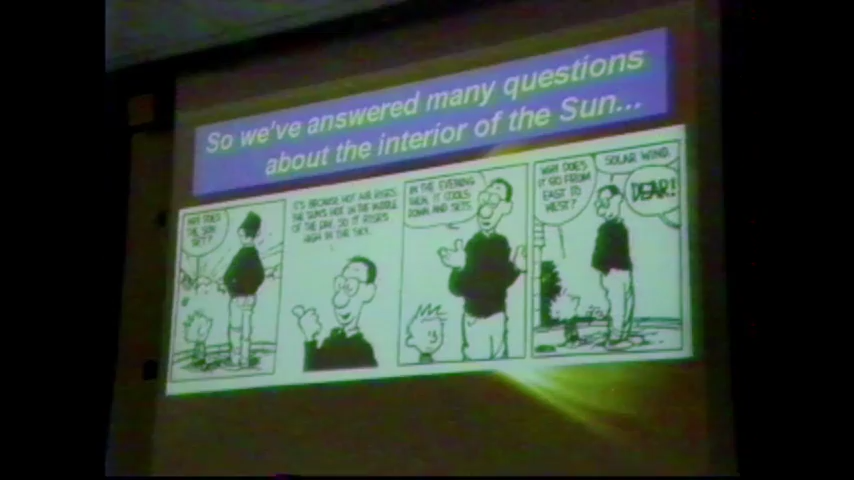 So we've answered many questions
about the interior of the Sun...
WHY DOES
THE SUN
SET?
IT'S BECAUSE HOT AIR RISES.
THE SUN'S HOT IN THE MIDDLE
OF THE DAY, SO IT RISES
HIGH IN THE SKY.
IN THE EVENING
THEN, IT COOLS
DOWN AND SETS.
WHY DOES
IT GO FROM
EAST TO
WEST?
SOLAR WIND.
DEAR!